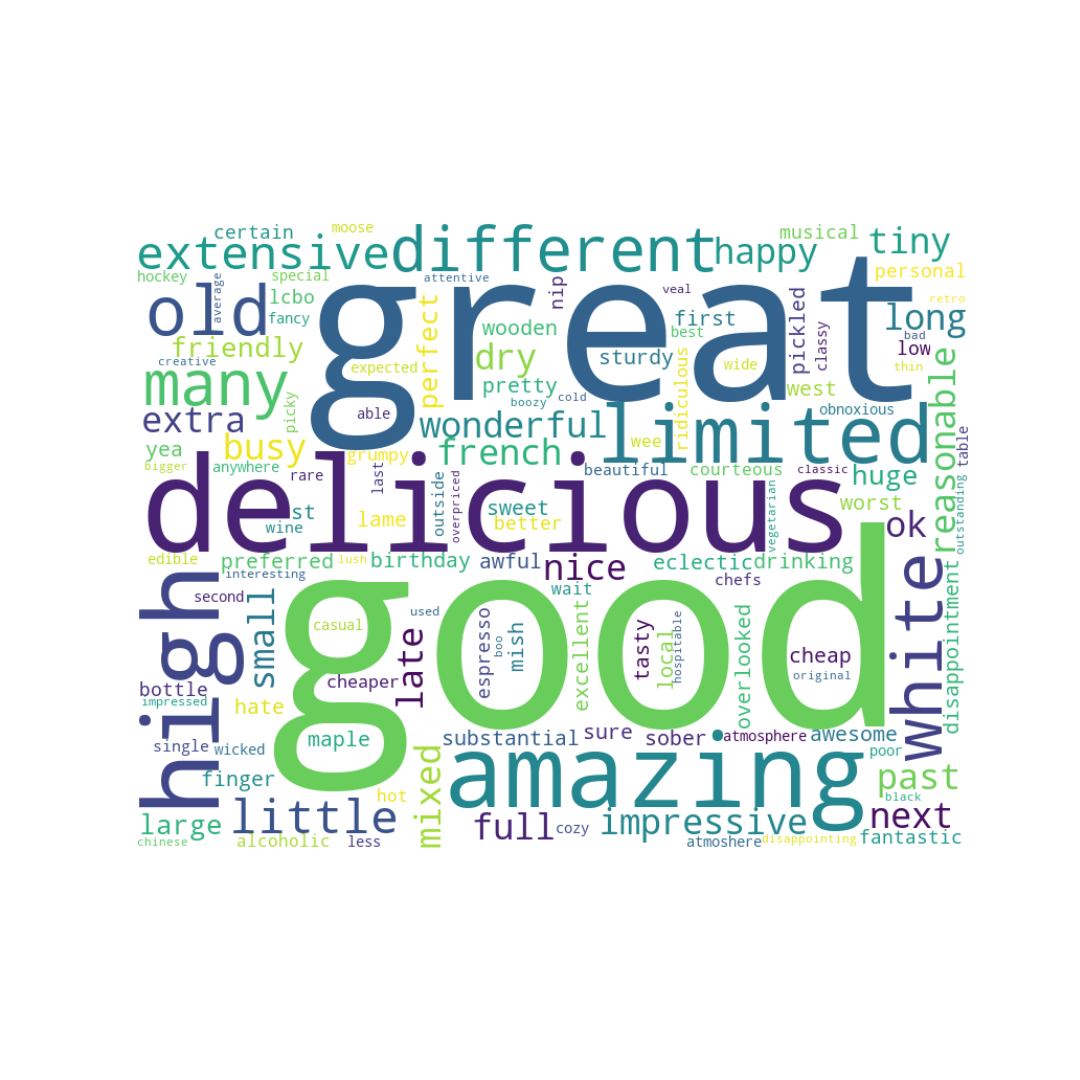 certain
moose
musical
extensive
different
happy
tiny
hockey
special
average
attentive
nip
veal
personal
retro
old
lcbo
fancy
great
perfect
wooden
first
best
pickled
classy
long
bad
low
friendly
creative
expected
dry
sturdy
ridiculous
wide
thin
many
picky
able
pretty
boozy
cold
west
reasonable
extra
wonderful
limited
obnoxious
yea
busy
grumpy
french
wee
table
bigger
anywhere
rare
last
outside
overpriced
beautiful
courteous
classic
huge
outstanding
delicious
st
wine
lame
sweet
better
vegetarian
worst
ok
edible
preferred
lush
birthday
awful
nice
eclectic
drinking
interesting
chefs
high
second
small
wait
white
disappointment
used
good
casual
late
espresso
boo
mish
excellent
tasty
local
hospitable
overlooked
cheap
original
bottle
cheaper
impressed
hate
single
wicked
maple
substantial
sure
sober
atmosphere
awesome
poor
finger
mixed
amazing
past
hot
black
large
little
full
cozy
impressive
next
chinese
alcoholic
less
atmoshere
disappointing
fantastic